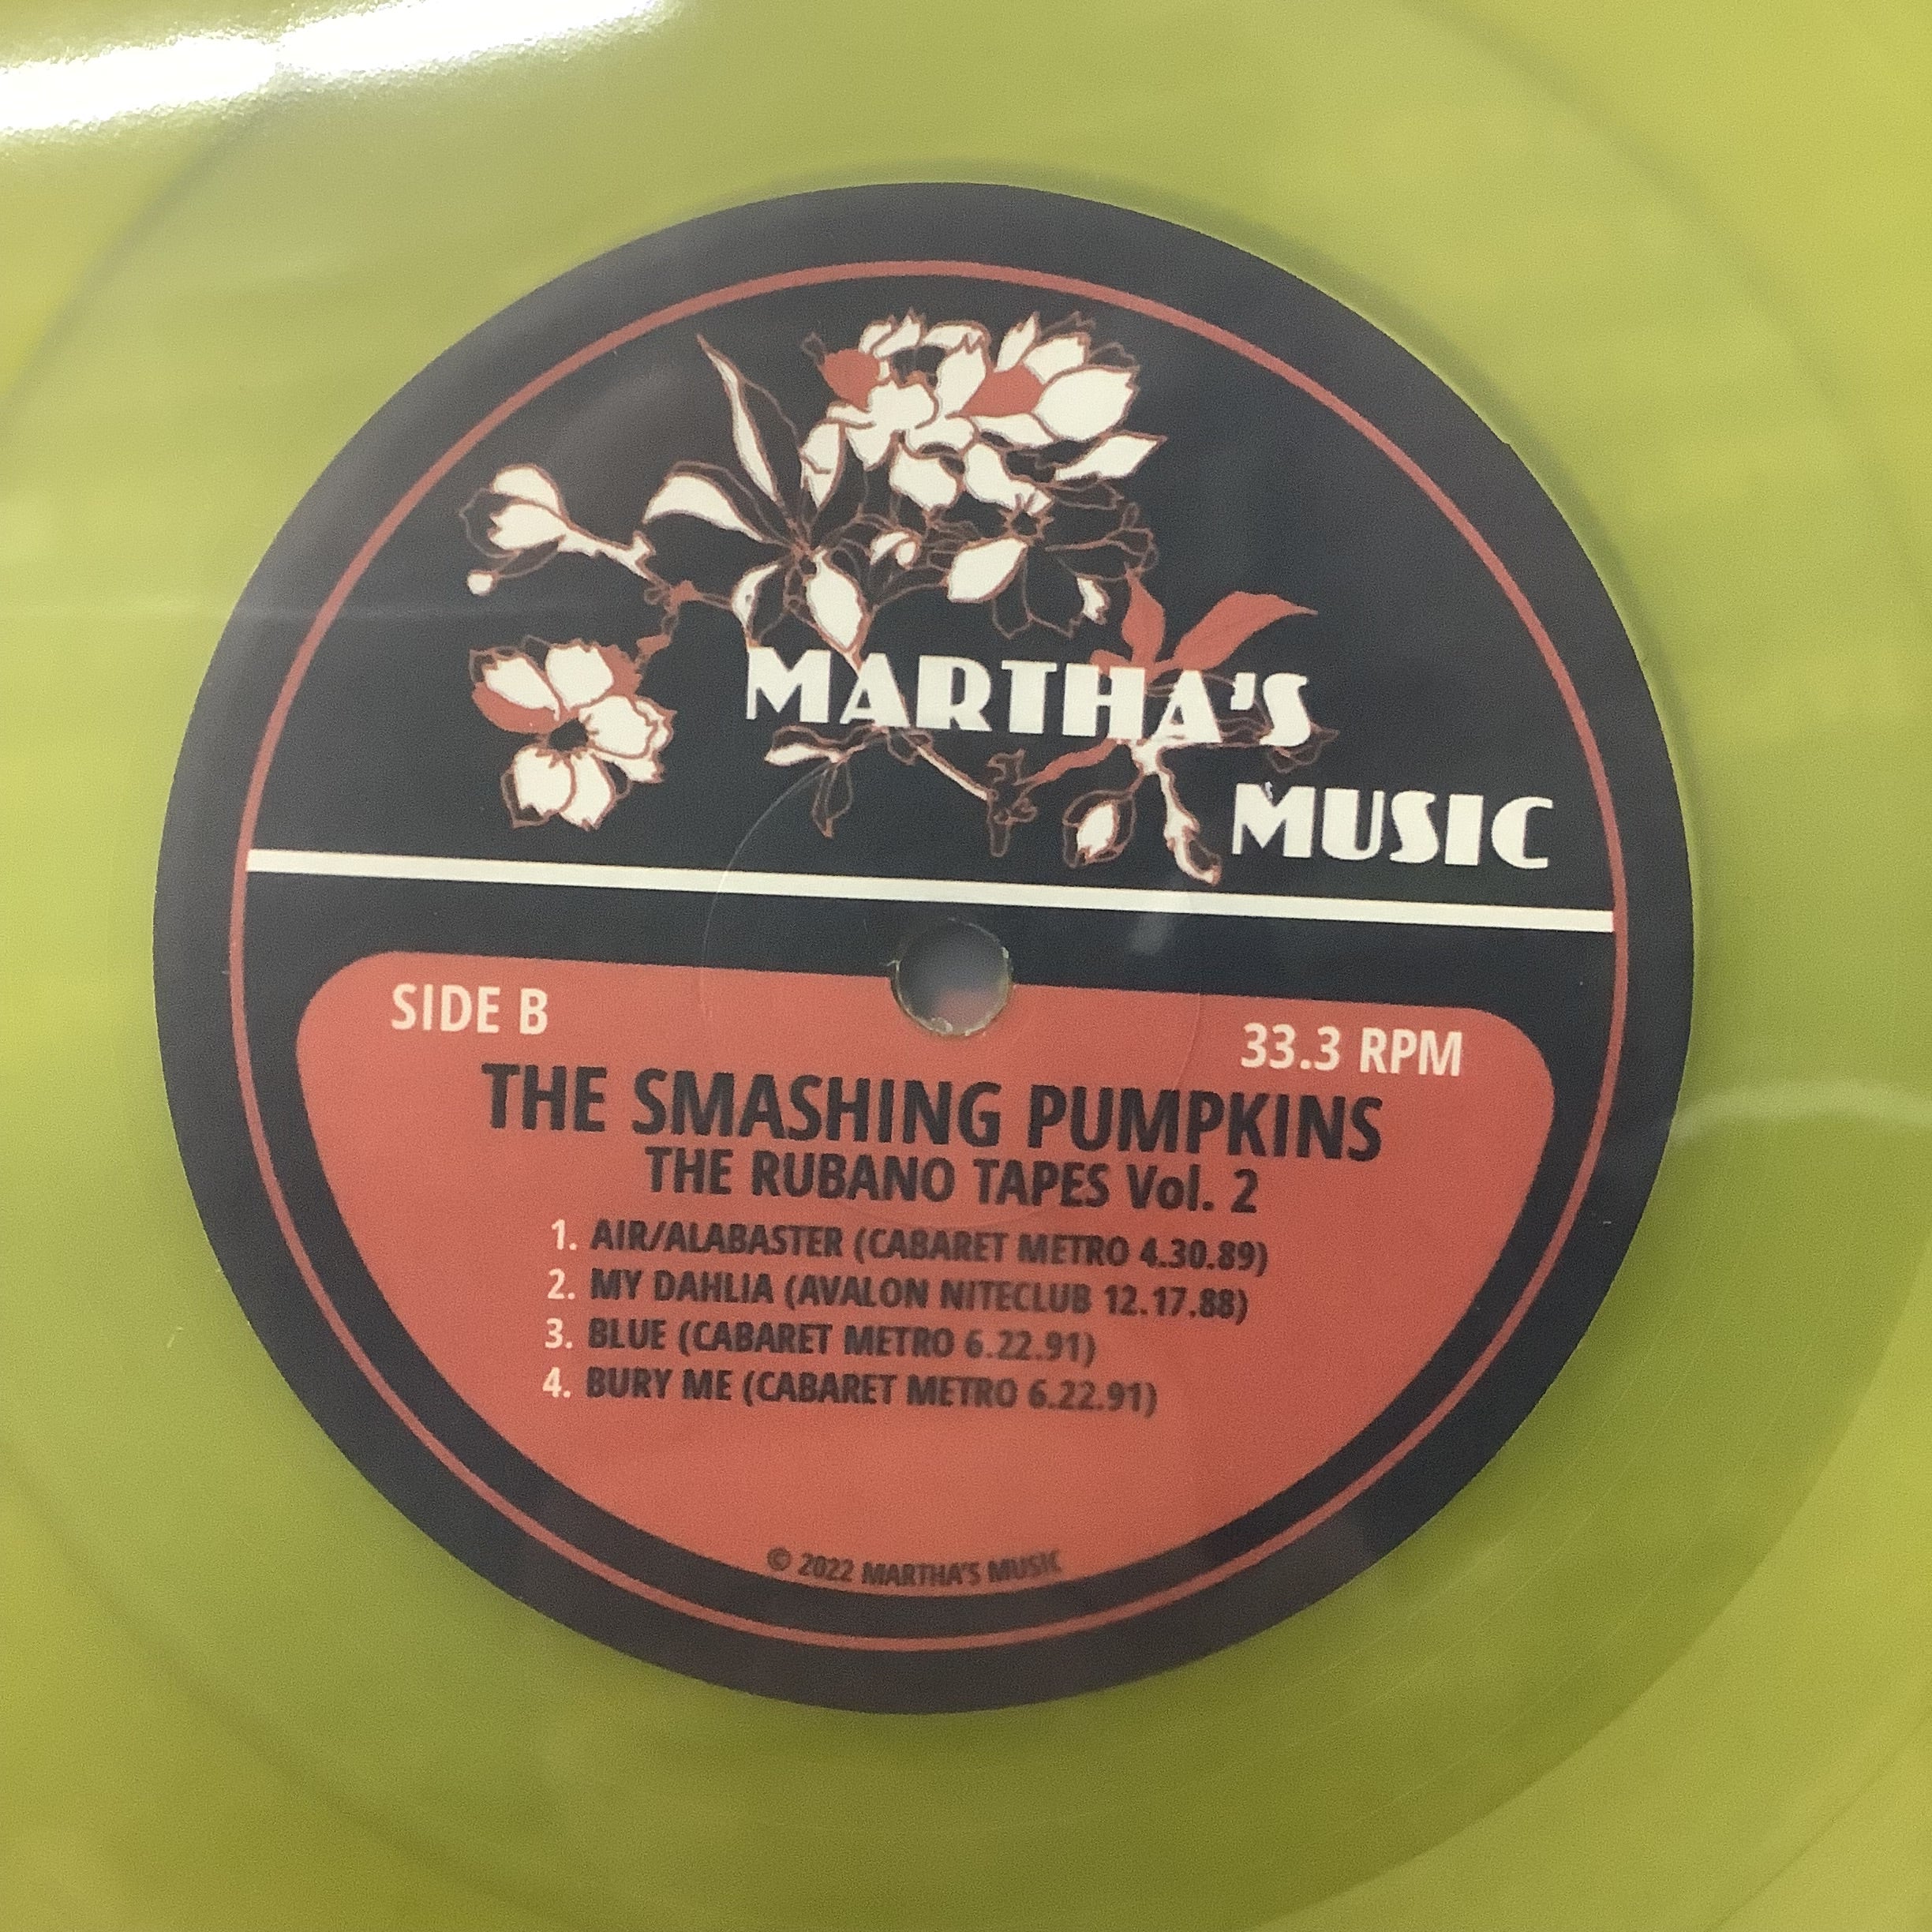 MARTHA'S
MUSIC
SIDE B
33.3 RPM
THE SMASHING PUMPKINS
THE RUBANO TAPES Vol. 2
1. AIR/ALABASTER (CABARET METRO 4.30.89)
2. MY DAHLIA (AVALON NITECLUB 12.17.88)
3. BLUE (CABARET METRO 6.22.91)
4. BURY ME (CABARET METRO 6.22.91)
© 2022 MARTHA'S MUSIC